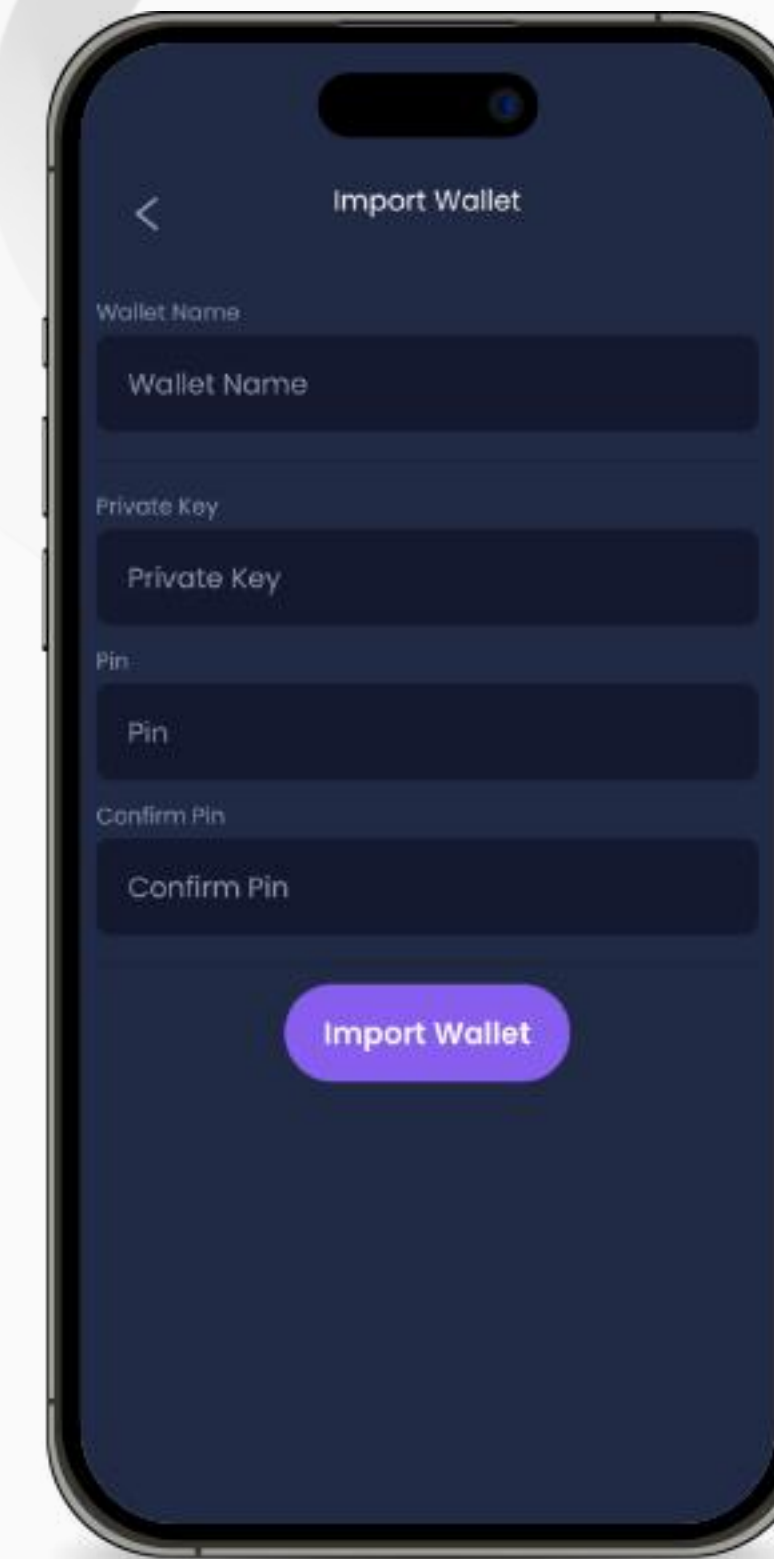 Import Wallet
Wallet Name
Wallet Name
Private Key
Private Key
Pin
Pin
Confirm Pin
Confirm Pin
Import Wallet